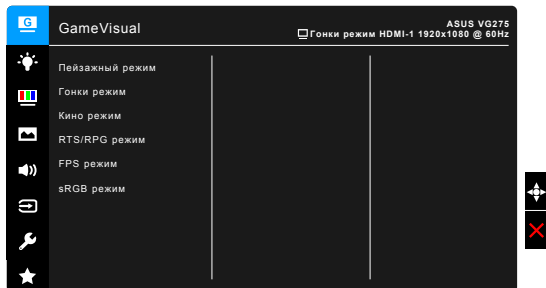 G
GameVisual
ASUS VG275
Гонки режим HDMI-1 1920x1080 @ 60Hz
Пейзажный режим
Гонки режим
Кино режим
RTS/RPG режим
FPS режим
sRGB режим